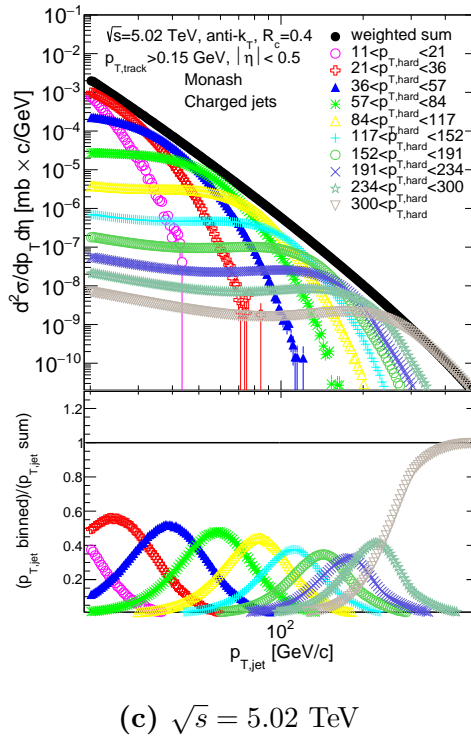 √s=5.02 TeV, anti-k_T, R_c=0.4
p_T,track>0.15 GeV, |η|< 0.5
Monash
Charged jets
weighted sum
11<p_T,hard<21
21<p_T,hard<36
36<p_T,hard<57
57<p_T,hard<84
84<p_T,hard<117
117<p_T,hard<152
152<p_T,hard<191
191<p_T,hard<234
234<p_T,hard<300
300<p_T,hard
d²σ/dp_T dη [mb × c/GeV]
10⁻¹
10⁻²
10⁻³
10⁻⁴
10⁻⁵
10⁻⁶
10⁻⁷
10⁻⁸
10⁻⁹
10⁻¹⁰
(p_T,jet binned)/(p_T,jet sum)
1.2
1
0.8
0.6
0.4
0.2
10²
p_T,jet [GeV/c]
(c) √s = 5.02 TeV